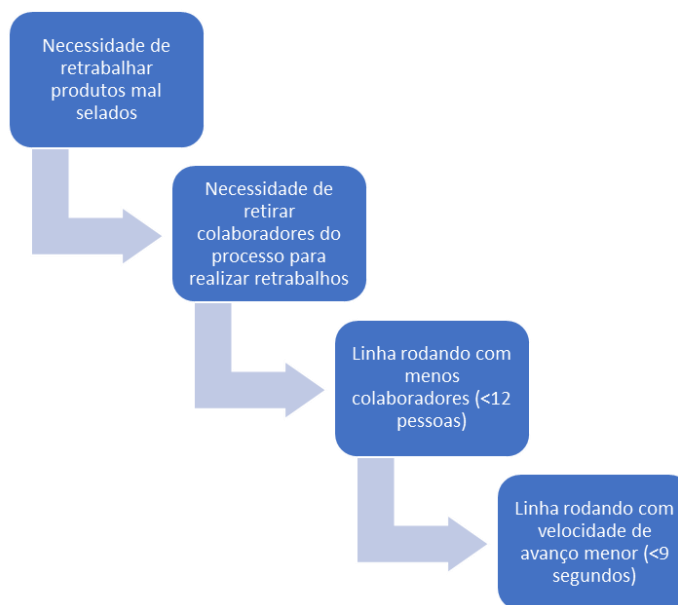 Necessidade de
retrabalhar
produtos mal
selados
Necessidade de
retirar
colaboradores do
processo para
realizar retrabalhos
Linha rodando com
menos
colaboradores (<12
pessoas)
Linha rodando com
velocidade de
avanço menor (<9
segundos)